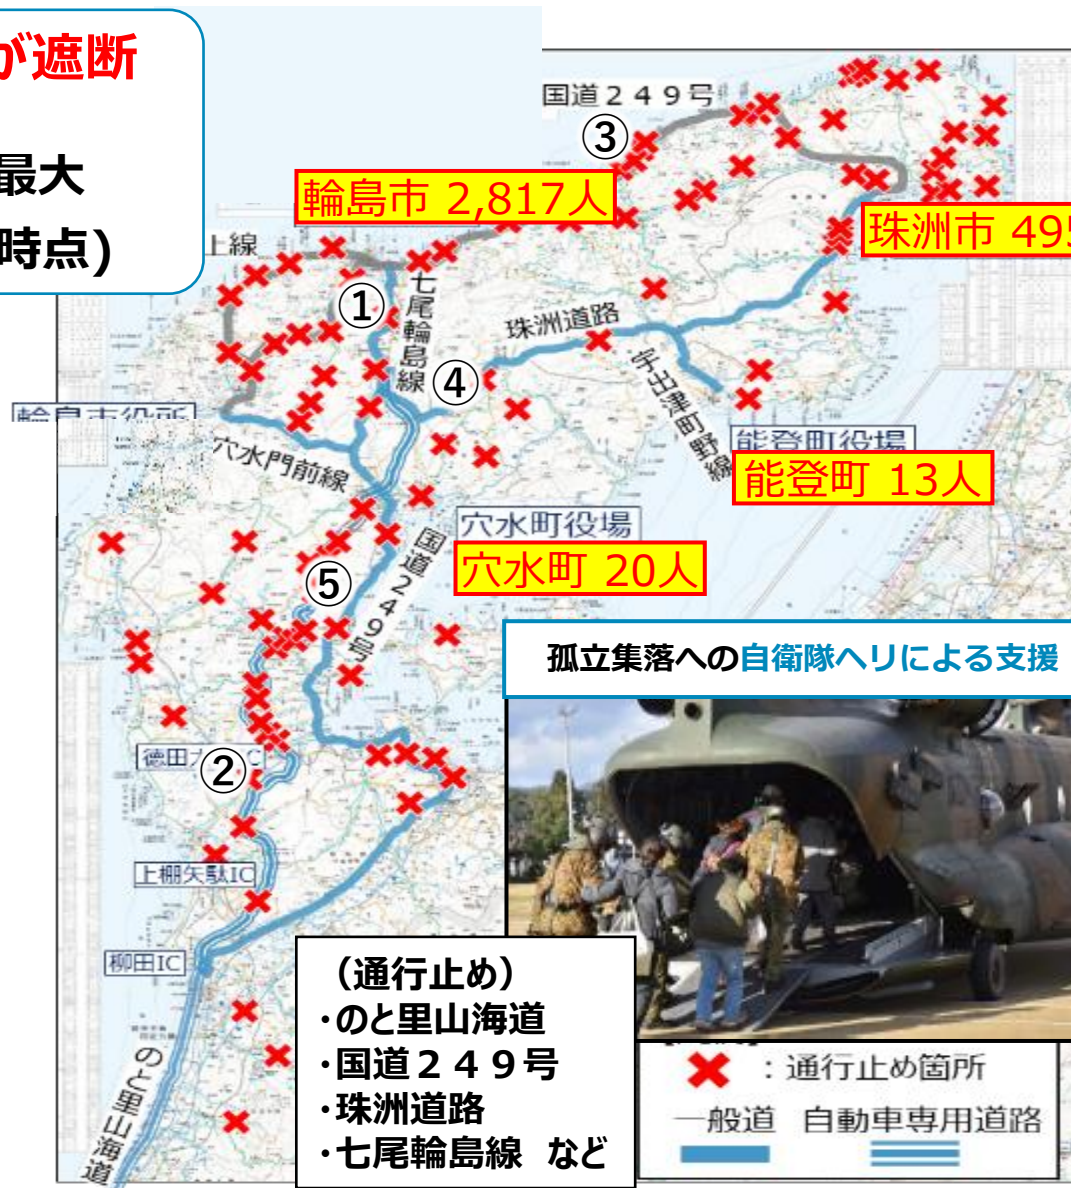 が遮断
最大
時点)
国道２４９号
③
輪島市 2,817人
珠洲市 495
上線
①
七尾輪島線
珠洲道路
④
宇出津町野線
輪島市役所
穴水門前線
能登町役場
能登町 13人
穴水町役場
穴水町 20人
国道２４９号
⑤
孤立集落への自衛隊ヘリによる支援
②
上棚矢駄IC
柳田IC
のと里山海道
（通行止め）
・のと里山海道
・国道２４９号
・珠洲道路
・七尾輪島線 など
：通行止め箇所
一般道 自動車専用道路